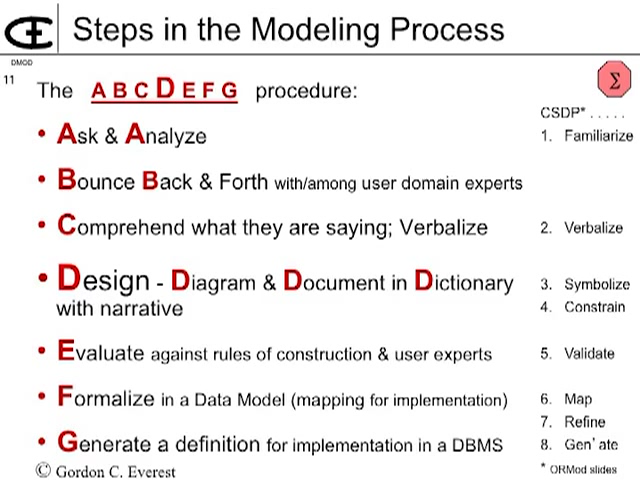 Steps in the Modeling Process
DMOD
11
The A B C D E F G procedure:
Σ
CSDP* . . . . .
• Ask & Analyze
1. Familiarize
• Bounce Back & Forth with/among user domain experts
• Comprehend what they are saying; Verbalize
2. Verbalize
• Design - Diagram & Document in Dictionary
with narrative
3. Symbolize
4. Constrain
• Evaluate against rules of construction & user experts
5. Validate
• Formalize in a Data Model (mapping for implementation)
6. Map
7. Refine
• Generate a definition for implementation in a DBMS
8. Gen'ate
© Gordon C. Everest
* ORMod slides